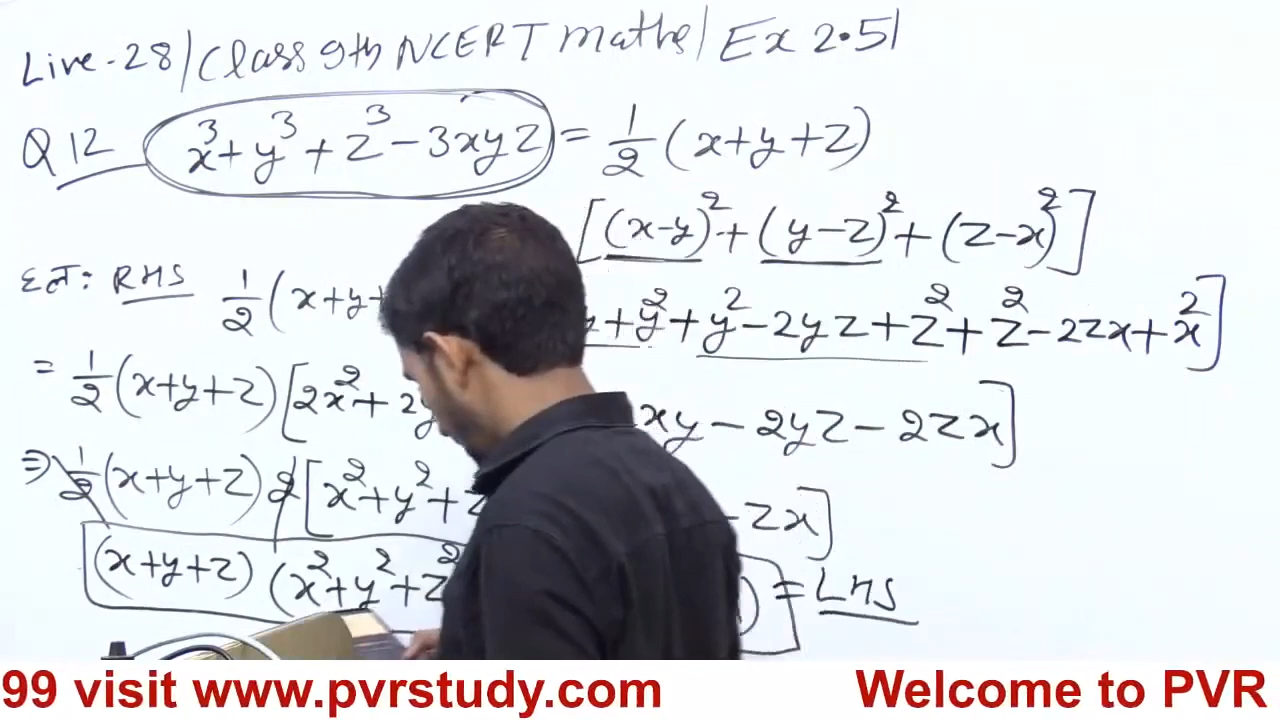 Live-28/Class 9th NCERT maths/Ex 2.5/
Q12 x³+y³+z³-3xyz = 1/2 (x+y+z)
[(x-y)²+(y-z)²+(z-x)²]
हल: RHS 1/2 (x+y+
+y²+y²-2yz+z²+z²-2zx+x²]
= 1/2 (x+y+z) [2x²+2y xy-2yz-2zx]
⇒ 1/2 (x+y+z) 2 [x²+y²+z -zx]
(x+y+z) (x²+y²+z² ) = LHS
99 visit www.pvrstudy.com Welcome to PVR